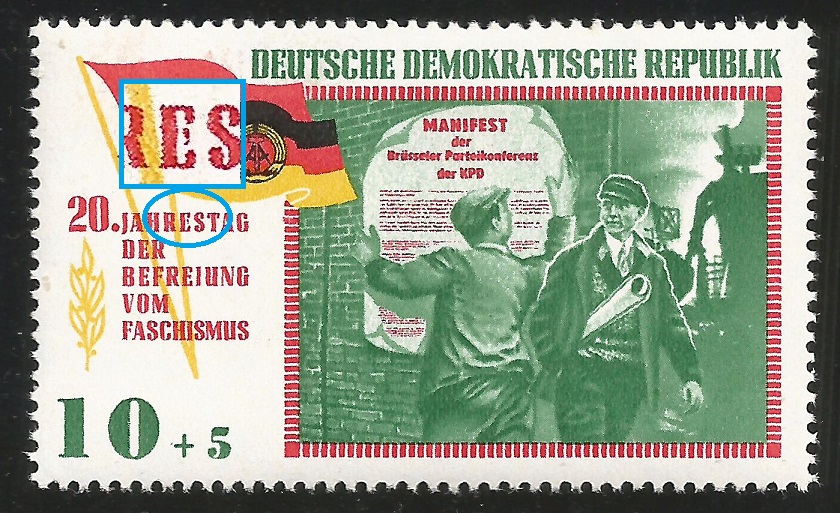 DEUTSCHE DEMOKRATISCHE REPUBLIK
RES
MANIFEST
der
Brüsseler Parteikonferenz
der KPD
20. JAHRESTAG
DER
BEFREIUNG
VOM
FASCHISMUS
10 + 5